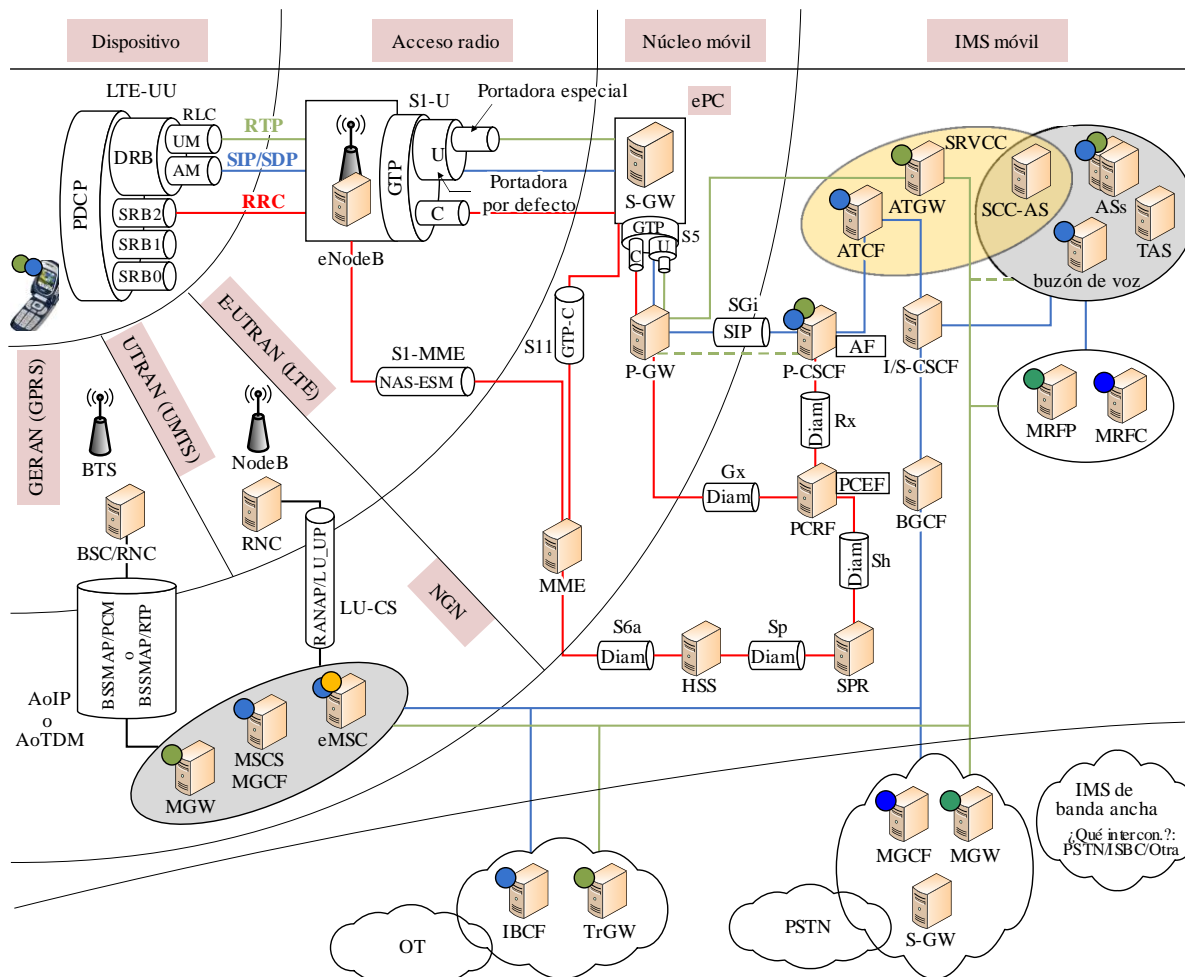 Dispositivo
Acceso radio
Núcleo móvil
IMS móvil
LTE-UU
RLC
UM
AM
DRB
PDCP
SRB2
SRB1
SRB0
RTP
SIP/SDP
RRC
S1-U
Portadora especial
GTP
U
C
Portadora
por defecto
eNodeB
ePC
S-GW
GTP
C
U
S5
SRVCC
ATGW
ATCF
SCC-AS
ASs
TAS
buzón de voz
GTP-C
S11
P-GW
SGi
SIP
P-CSCF
AF
I/S-CSCF
S1-MME
NAS-ESM
E-UTRAN (LTE)
UTRAN (UMTS)
GERAN (GPRS)
BTS
NodeB
MRFP
MRFC
Diam
Rx
Gx
Diam
PCRF
PCEF
BGCF
BSC/RNC
RNC
RANAP/LU_UP
LU-CS
MME
NGN
Diam
Sh
S6a
Diam
HSS
Sp
Diam
SPR
BSSMAP/PCM
o
BSSMAP/RTP
AoIP
o
AoTDM
eMSC
MSCS
MGCF
MGW
IBCF
TrGW
OT
MGCF
MGW
S-GW
PSTN
IMS de
banda ancha
¿Qué intercon.?:
PSTN/ISBC/Otra